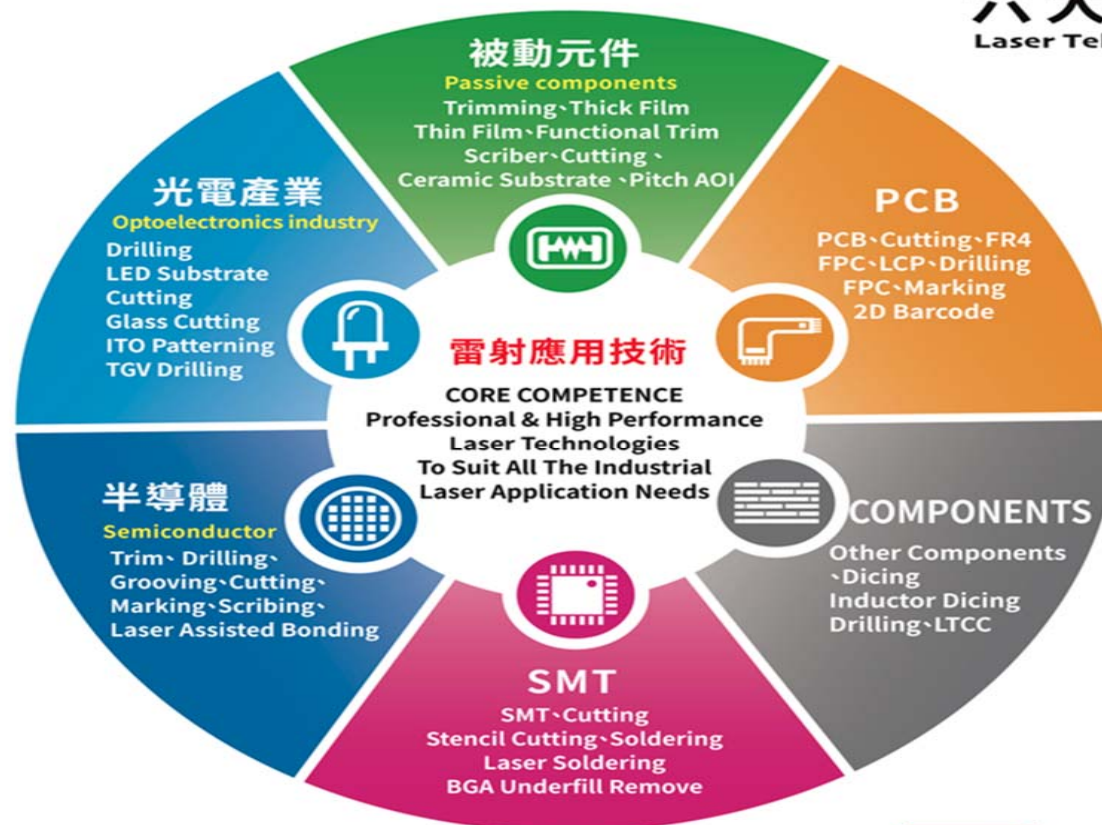 Laser Te
被動元件
Passive components
Trimming、Thick Film
Thin Film、Functional Trim
Scriber、Cutting、
Ceramic Substrate、Pitch AOI
PCB
PCB、Cutting、FR4
FPC、LCP、Drilling
FPC、Marking
2D Barcode
光電產業
Optoelectronics industry
Drilling
LED Substrate
Cutting
Glass Cutting
ITO Patterning
TGV Drilling
雷射應用技術
CORE COMPETENCE
Professional & High Performance
Laser Technologies
To Suit All The Industrial
Laser Application Needs
半導體
Semiconductor
Trim、Drilling、
Grooving、Cutting、
Marking、Scribing、
Laser Assisted Bonding
COMPONENTS
Other Components
、Dicing
Inductor Dicing
Drilling、LTCC
SMT
SMT、Cutting
Stencil Cutting、Soldering
Laser Soldering
BGA Underfill Remove